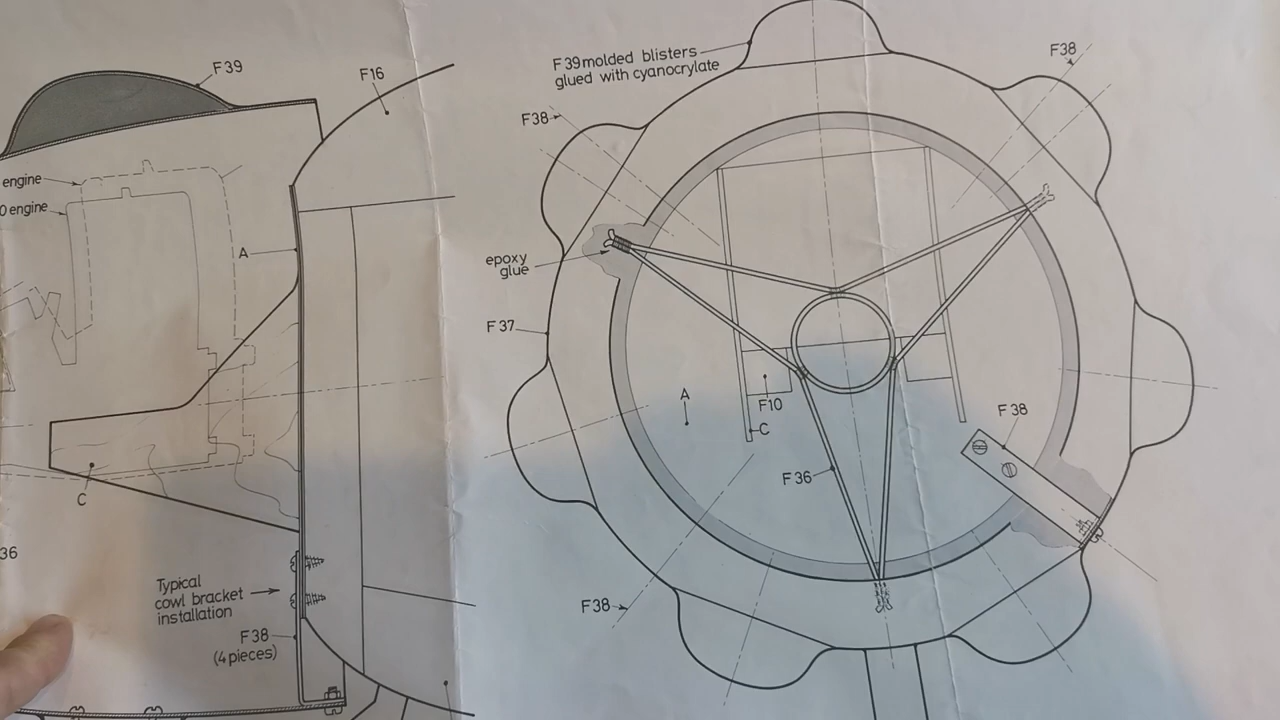 F39
F16
engine
0 engine
A
C
36
Typical
cowl bracket
installation
F38
(4 pieces)
F39 molded blisters
glued with cyanocrylate
F38
F38
epoxy
glue
F37
A
F10
C
F36
F38
F38